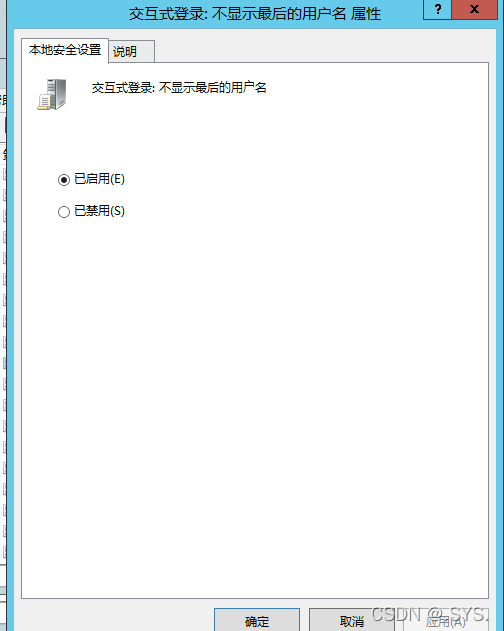 交互式登录: 不显示最后的用户名 属性
?
x
本地安全设置
说明
交互式登录: 不显示最后的用户名
已启用(E)
已禁用(S)
确定
取消
应用(A)
CSDN @ SYS.